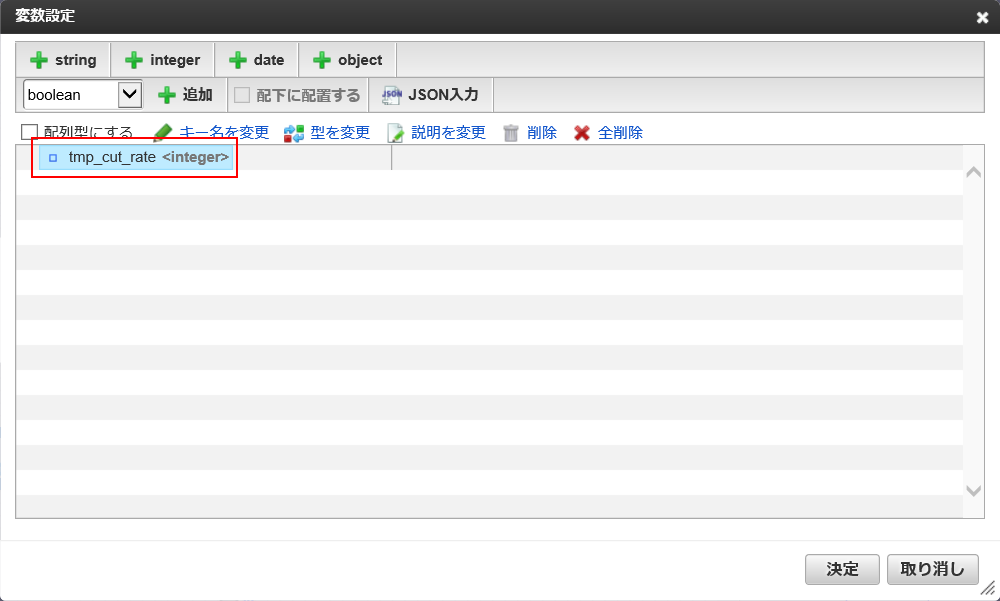 変数設定
string integer date object
boolean 追加 配下に配置する JSON入力
配列型にする キー名を変更 型を変更 説明を変更 削除 全削除
tmp_cut_rate <integer>
決定 取り消し